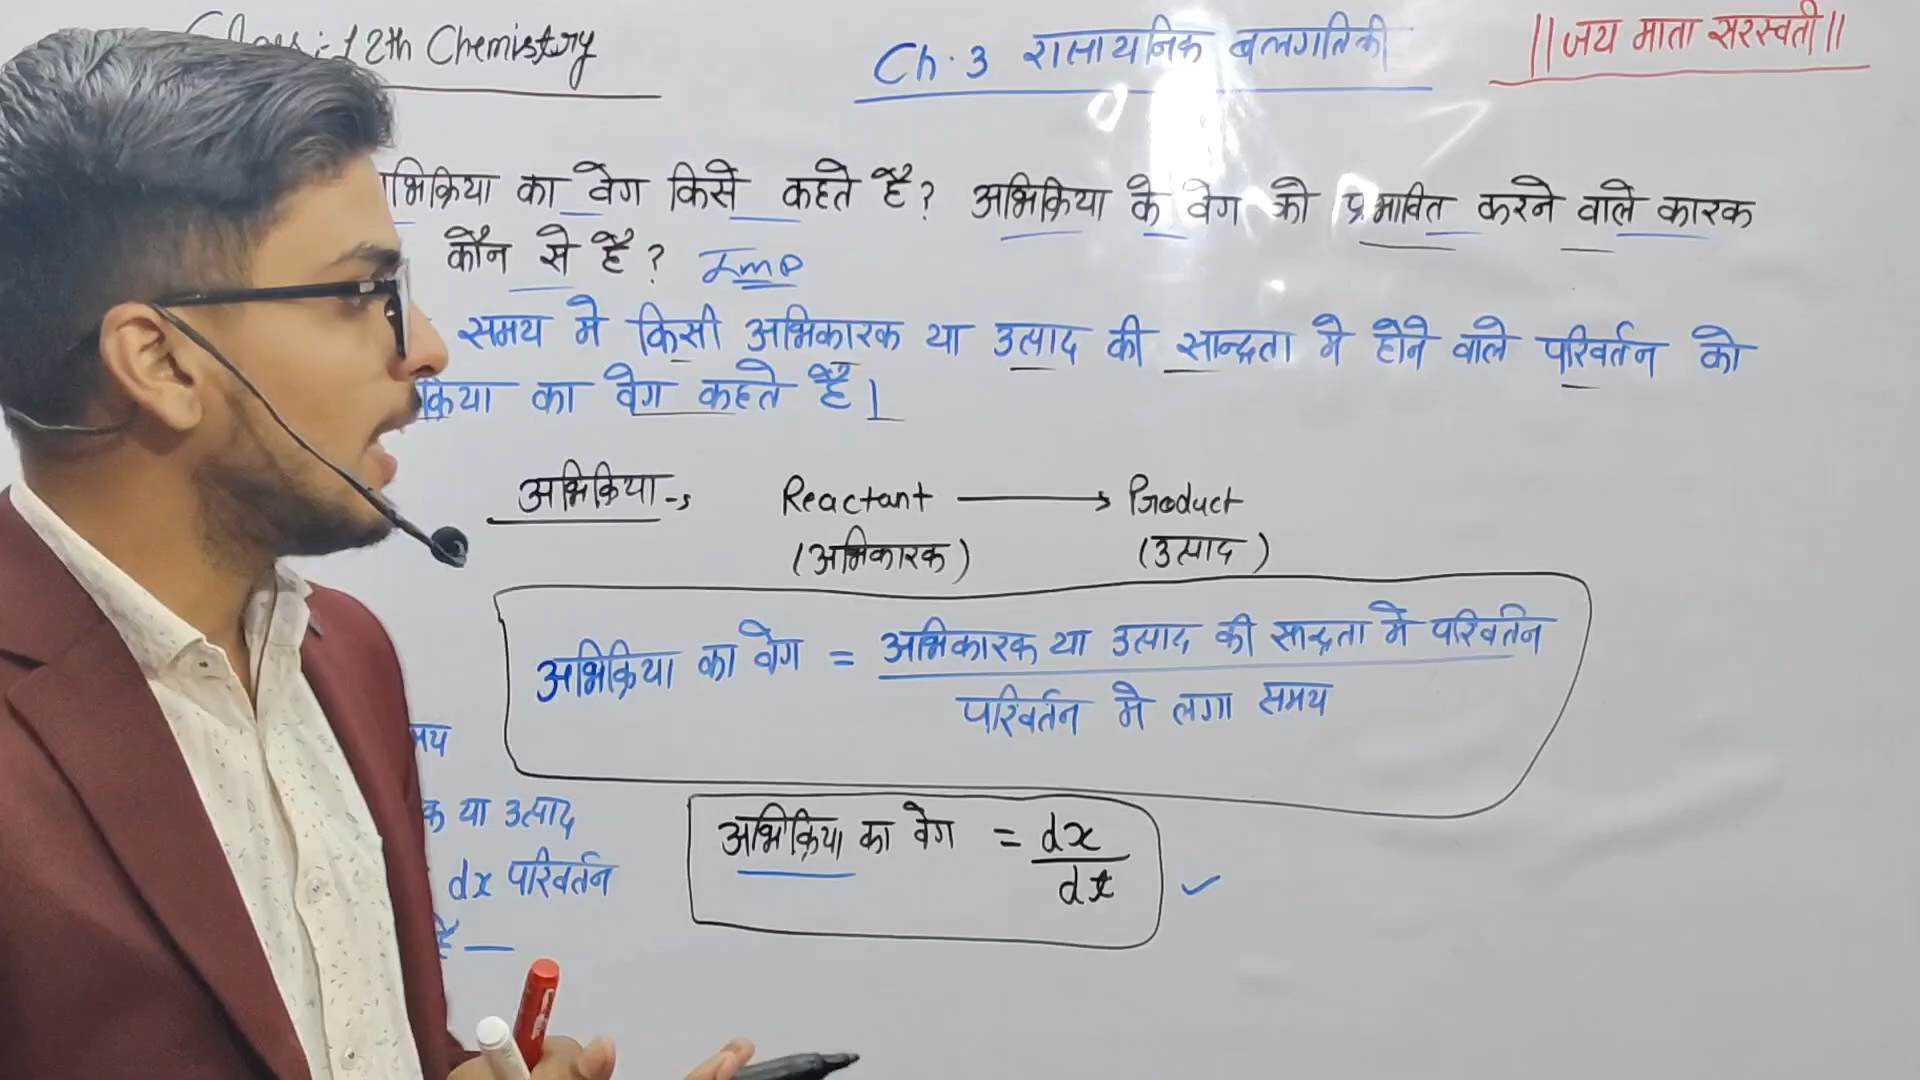 12th Chemistry
Ch.3 रासायनिक बलगतिकी
||जय माता सरस्वती||
का वेग किसे कहते है? अभिक्रिया के वेग को प्रभावित करने वाले कारक
कौन से है? Imp
समय मे किसी अभिकारक या उत्पाद की सान्द्रता मे होने वाले परिवर्तन को
का वेग कहते है।
अभिक्रिया→ Reactant → Product
(अभिकारक) (उत्पाद)
अभिक्रिया का वेग = अभिकारक या उत्पाद की सान्द्रता मे परिवर्तन
परिवर्तन मे लगा समय
या उत्पाद
dx परिवर्तन
है —
अभिक्रिया का वेग = dx
dt